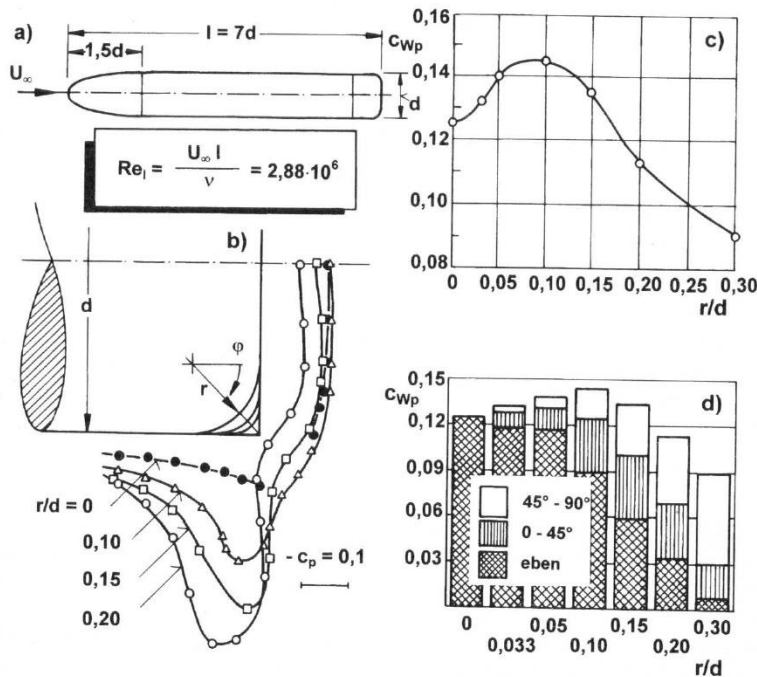 a)
l = 7d
1,5d
U∞
d
Reₗ = U∞ l / ν = 2,88·10⁶
b)
d
φ
r
r/d = 0
0,10
0,15
0,20
- cₚ = 0,1
c)
c_Wp
0,16
0,14
0,12
0,10
0,08
0 0,05 0,10 0,15 0,20 0,25 0,30
r/d
d)
0,15
c_Wp
0,12
0,09
0,06
0,03
45° - 90°
0 - 45°
eben
0 0,05 0,15 0,30
0,033 0,10 0,20
r/d